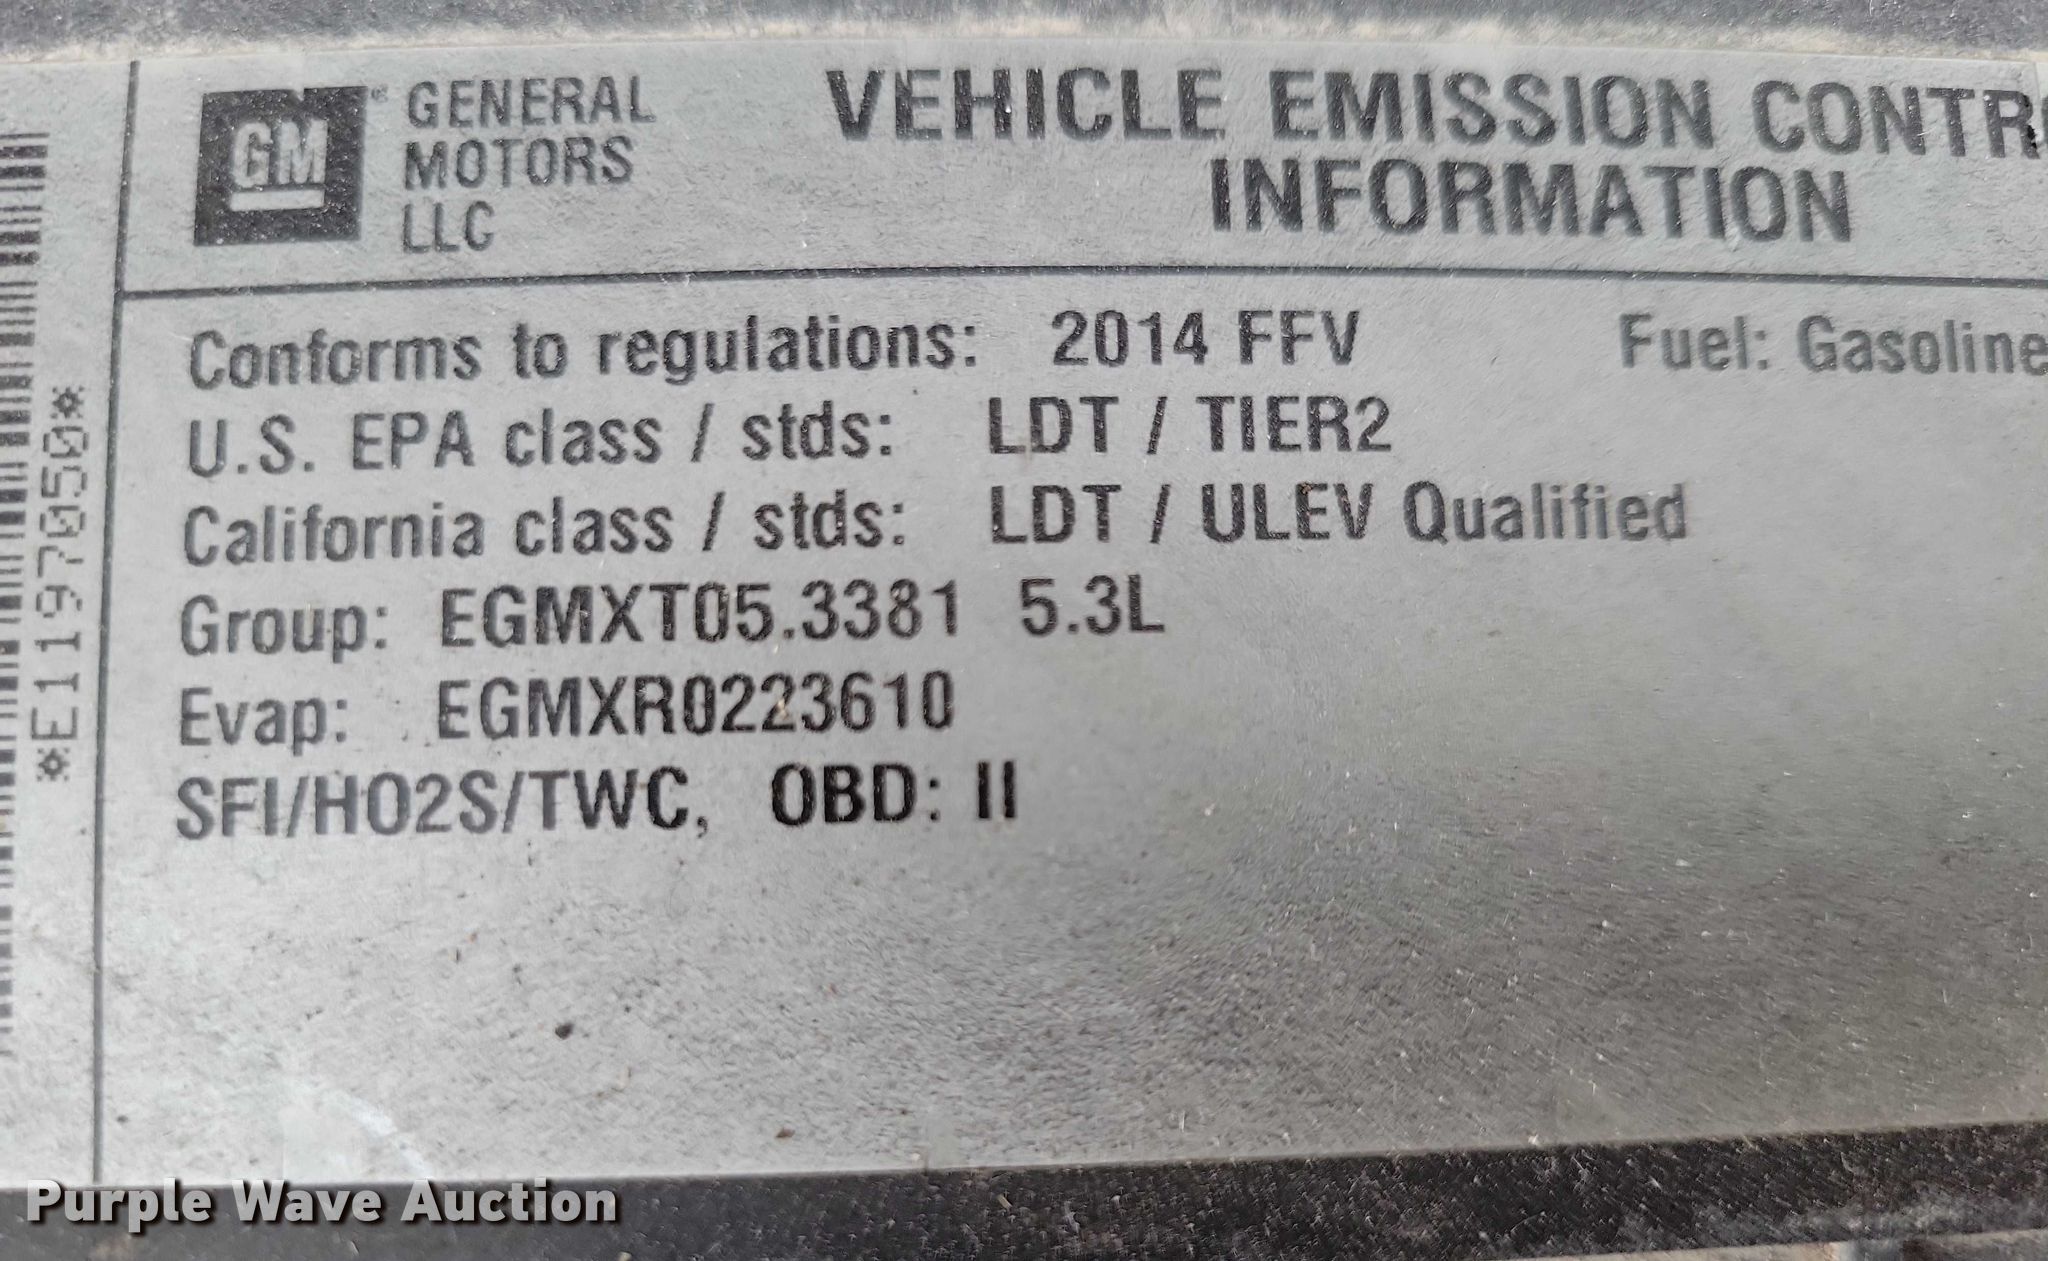 GM
GENERAL
MOTORS
LLC
VEHICLE EMISSION
INFORMATION
Conforms to regulations: 2014 FFV
Fuel: Gasoline
U.S. EPA class / stds: LDT / TIER2
California class / stds: LDT / ULEV Qualified
Group: EGMXT05.3381 5.3L
Evap: EGMXR0223610
SFI/HO2S/TWC, OBD: II
*E1197050*
Purple Wave Auction